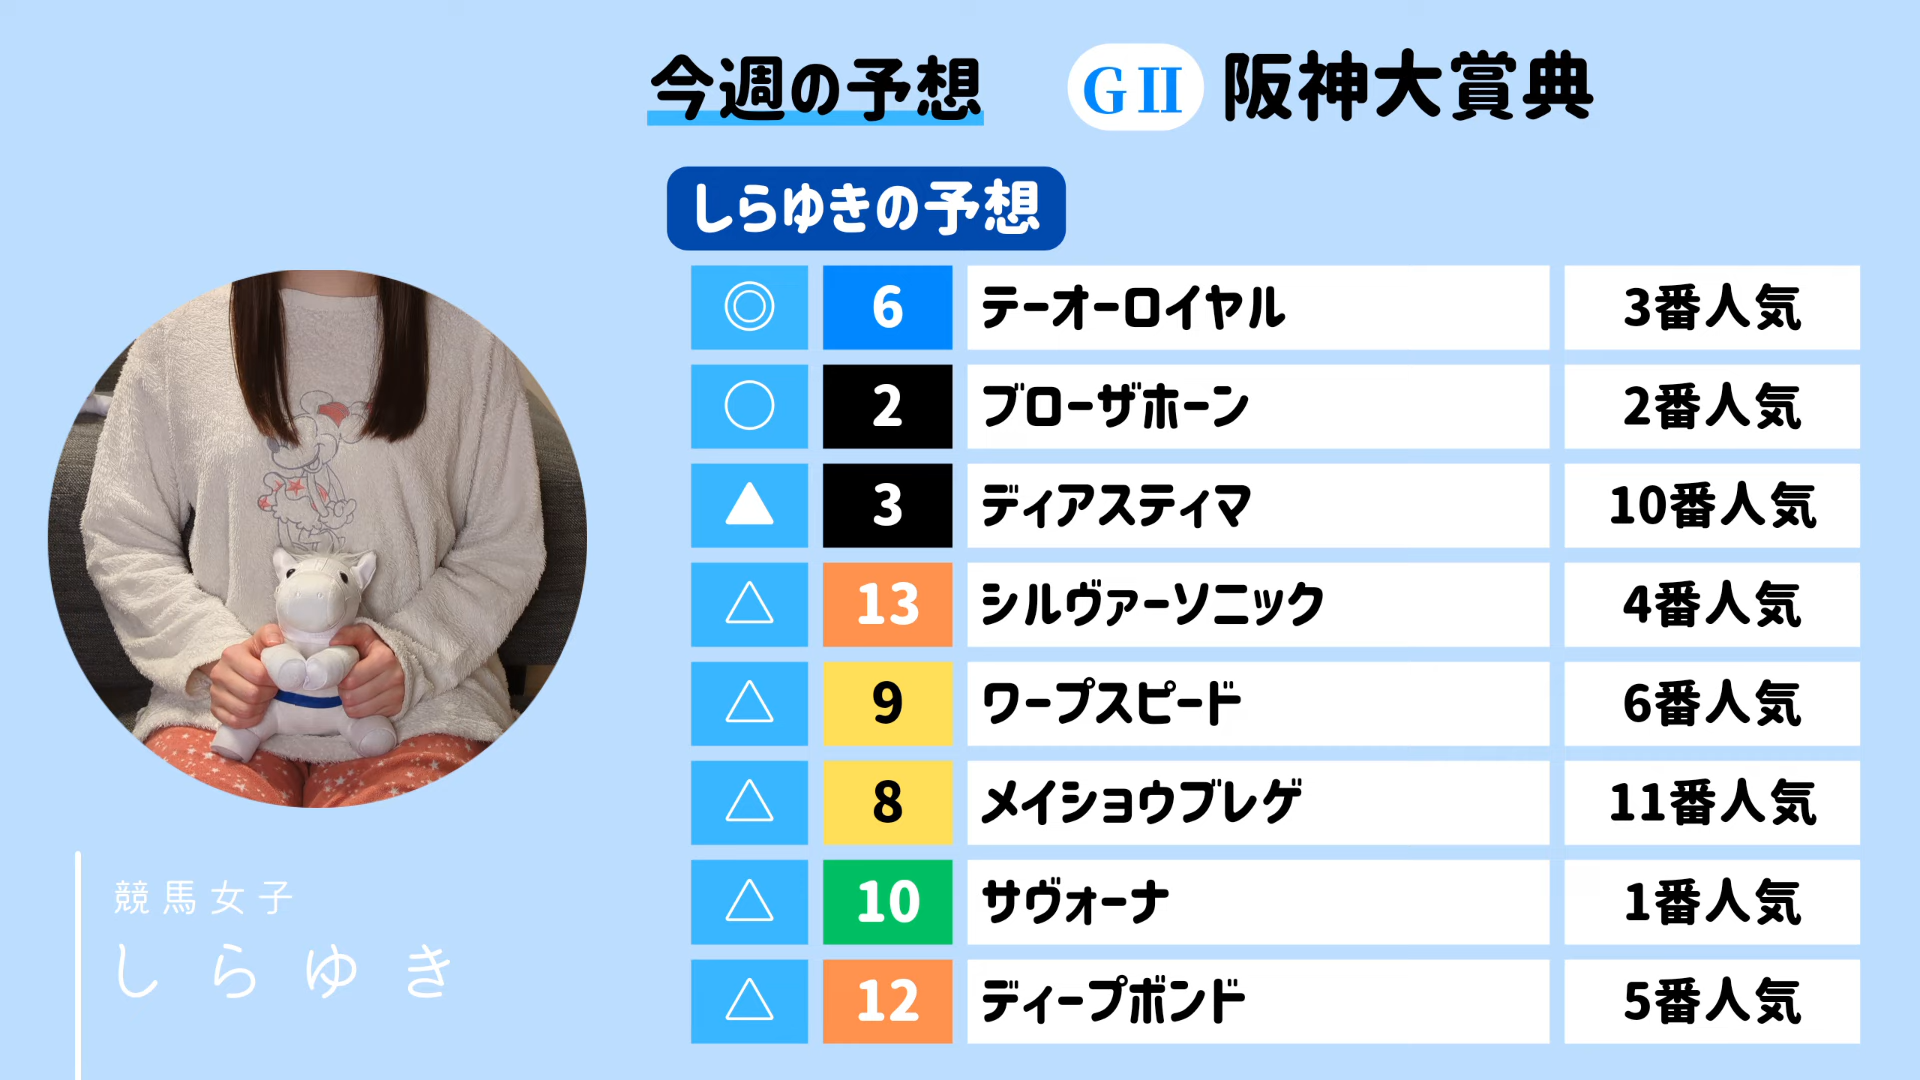 今週の予想 GII 阪神大賞典
しらゆきの予想
◎ 6 テーオーロイヤル 3番人気
○ 2 ブローザホーン 2番人気
▲ 3 ディアスティマ 10番人気
△ 13 シルヴァーソニック 4番人気
△ 9 ワープスピード 6番人気
△ 8 メイショウブレゲ 11番人気
△ 10 サヴォーナ 1番人気
△ 12 ディープボンド 5番人気
競馬女子
しらゆき